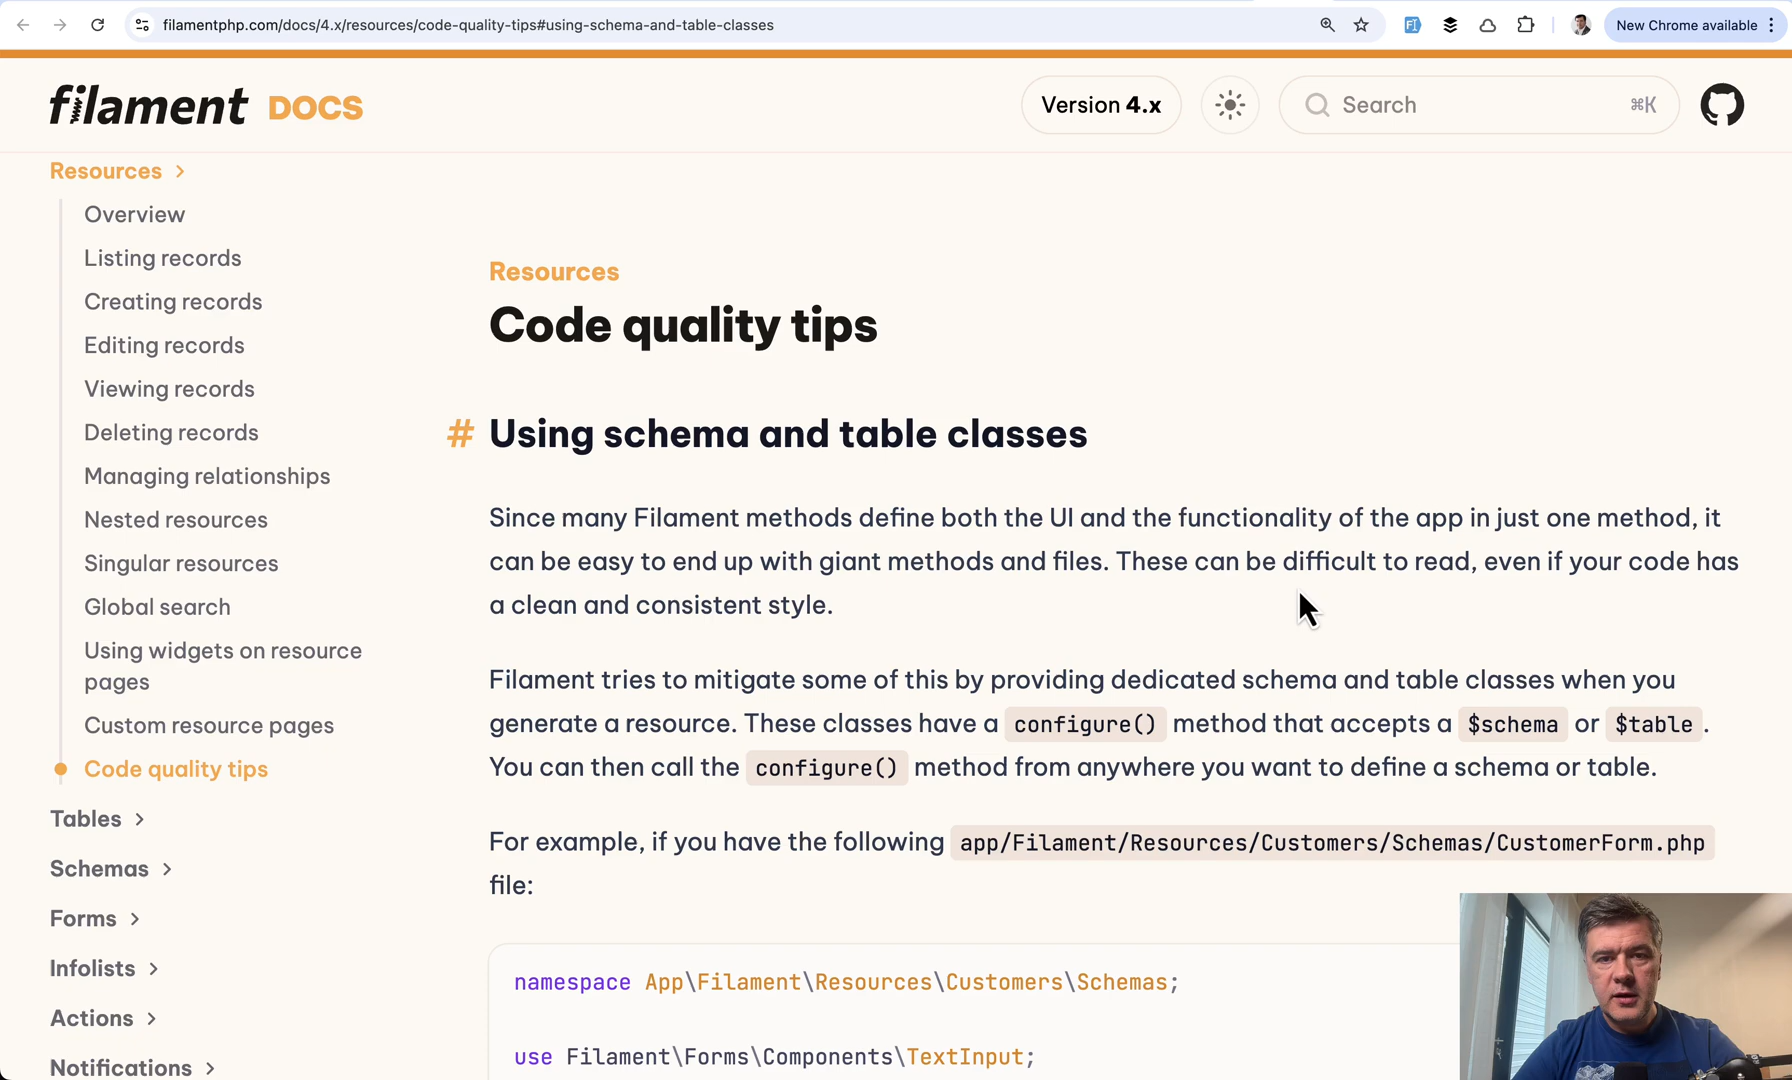 filamentphp.com/docs/4.x/resources/code-quality-tips#using-schema-and-table-classes
New Chrome available
filament DOCS
Version 4.x
Search
⌘K
Resources
Overview
Listing records
Creating records
Editing records
Viewing records
Deleting records
Managing relationships
Nested resources
Singular resources
Global search
Using widgets on resource
pages
Custom resource pages
Code quality tips
Tables
Schemas
Forms
Infolists
Actions
Notifications
Resources
Code quality tips
# Using schema and table classes
Since many Filament methods define both the UI and the functionality of the app in just one method, it
can be easy to end up with giant methods and files. These can be difficult to read, even if your code has
a clean and consistent style.
Filament tries to mitigate some of this by providing dedicated schema and table classes when you
generate a resource. These classes have a configure() method that accepts a $schema or $table.
You can then call the configure() method from anywhere you want to define a schema or table.
For example, if you have the following app/Filament/Resources/Customers/Schemas/CustomerForm.php
file:
namespace App\Filament\Resources\Customers\Schemas;
use Filament\Forms\Components\TextInput;